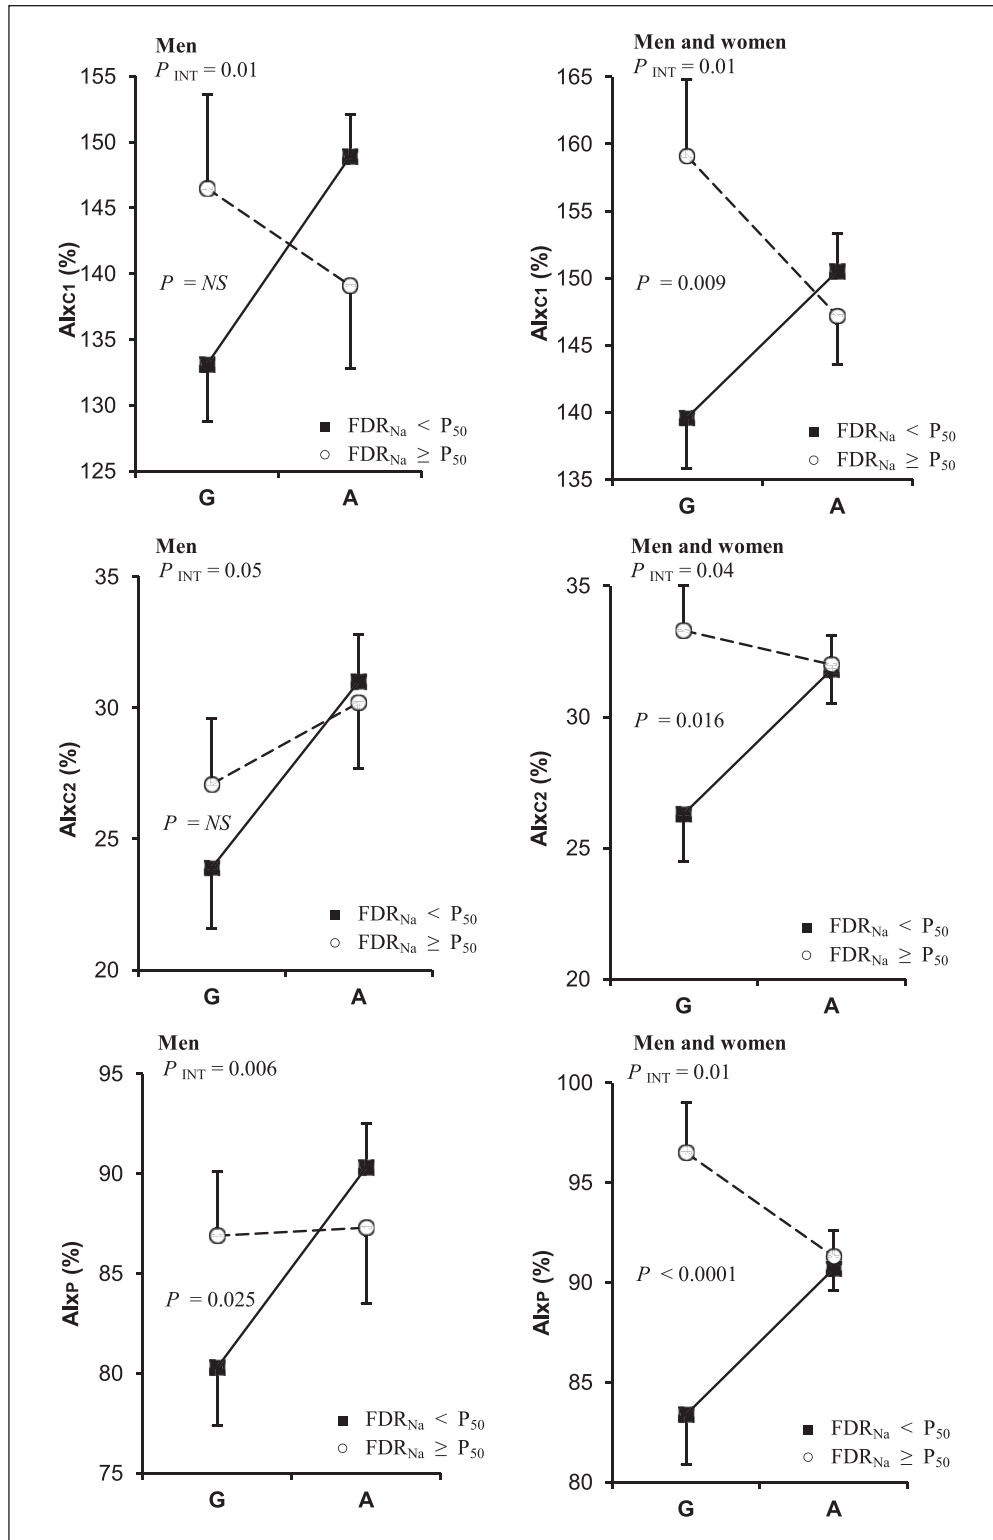 Men
P INT = 0.01
155
150
145
140
135
130
125
AIxC1 (%)
P = NS
FDRNa < P50
FDRNa ≥ P50
G A
Men and women
P INT = 0.01
165
160
155
150
145
140
135
AIxC1 (%)
P = 0.009
FDRNa < P50
FDRNa ≥ P50
G A
Men
P INT = 0.05
35
30
25
20
AIxC2 (%)
P = NS
FDRNa < P50
FDRNa ≥ P50
G A
Men and women
P INT = 0.04
35
31
25
20
AIxC2 (%)
P = 0.016
FDRNa < P50
FDRNa ≥ P50
G A
Men
P INT = 0.006
95
90
85
80
75
AIxP (%)
P = 0.025
FDRNa < P50
FDRNa ≥ P50
G A
Men and women
P INT = 0.01
100
95
90
85
80
AIxP (%)
P < 0.0001
FDRNa < P50
FDRNa ≥ P50
G A